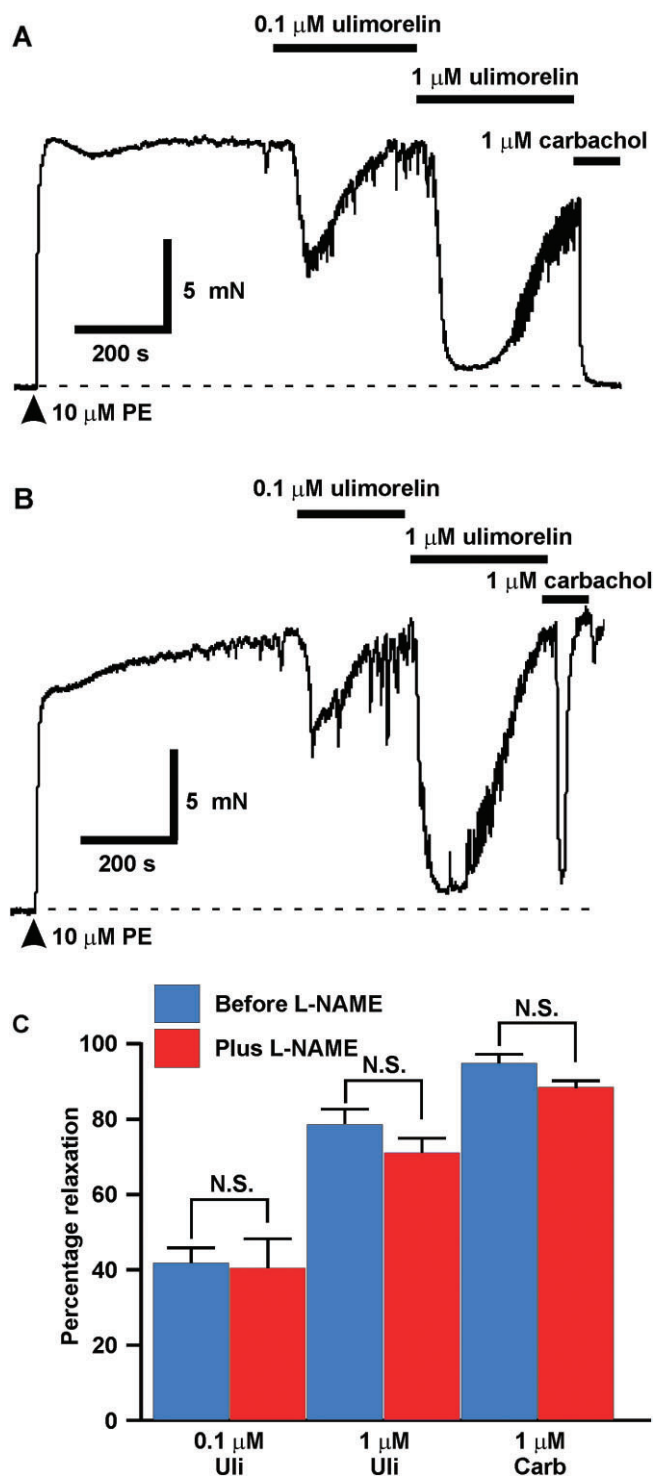 A
0.1 μM ulimorelin
1 μM ulimorelin
1 μM carbachol
5 mN
200 s
10 μM PE
B
0.1 μM ulimorelin
1 μM ulimorelin
1 μM carbachol
5 mN
200 s
10 μM PE
C
Before L-NAME
Plus L-NAME
N.S.
N.S.
N.S.
Percentage relaxation
100
80
60
40
20
0
0.1 μM
Uli
1 μM
Uli
1 μM
Carb